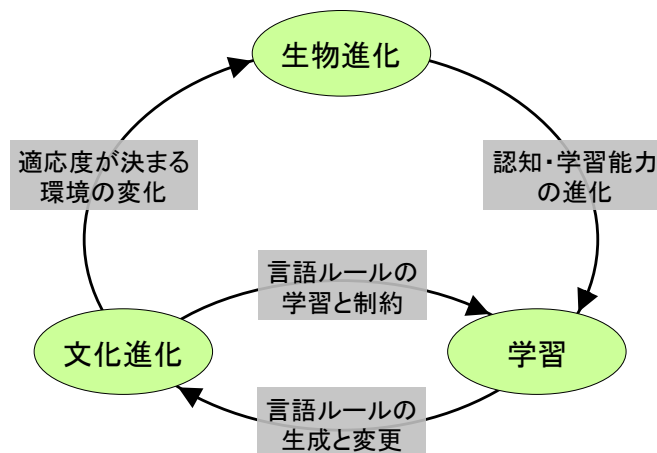 生物進化
適応度が決まる
環境の変化
認知・学習能力
の進化
言語ルールの
学習と制約
文化進化
学習
言語ルールの
生成と変更